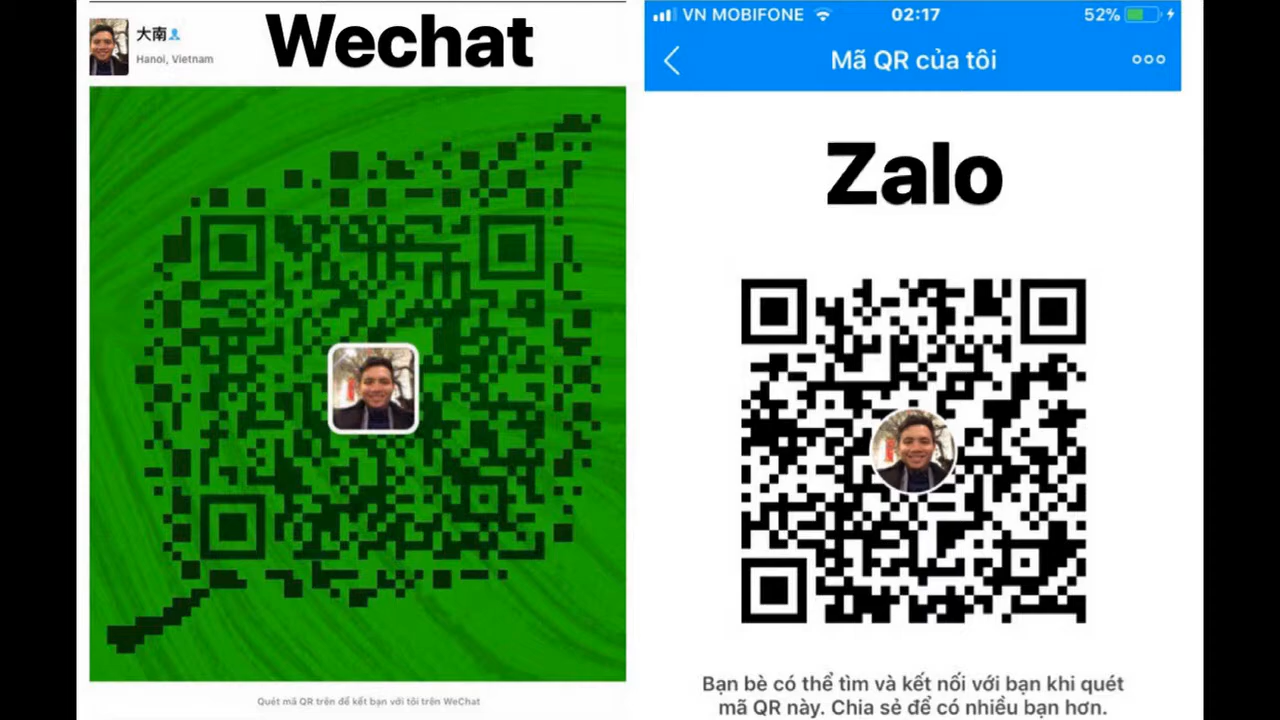 大南
Hanoi, Vietnam
Wechat
Quét mã QR trên để kết bạn với tôi trên WeChat
VN MOBIFONE 02:17 52%
Mã QR của tôi
Zalo
Bạn bè có thể tìm và kết nối với bạn khi quét
mã QR này. Chia sẻ để có nhiều bạn hơn.